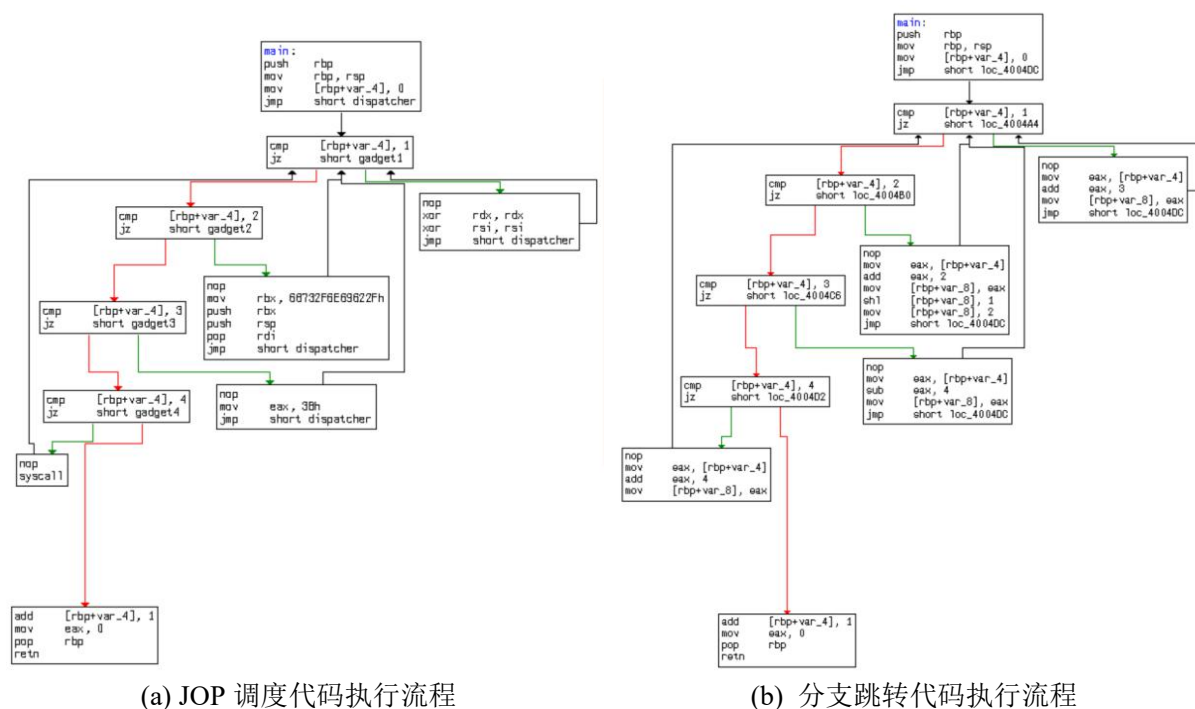 main:
push rbp
mov rbp, rsp
mov [rbp+var_4], 0
jmp short dispatcher
cmp [rbp+var_4], 1
jz short gadget1
nop
xor rdx, rdx
xor rsi, rsi
jmp short dispatcher
cmp [rbp+var_4], 2
jz short gadget2
nop
mov rbx, 68732F6E69622Fh
push rbx
push rsp
pop rdi
jmp short dispatcher
cmp [rbp+var_4], 3
jz short gadget3
nop
mov eax, 3Bh
jmp short dispatcher
cmp [rbp+var_4], 4
jz short gadget4
nop
syscall
add [rbp+var_4], 1
mov eax, 0
pop rbp
retn
(a) JOP 调度代码执行流程
main:
push rbp
mov rbp, rsp
mov [rbp+var_4], 0
jmp short loc_4004DC
cmp [rbp+var_4], 1
jz short loc_4004A4
nop
mov eax, [rbp+var_4]
add eax, 3
mov [rbp+var_8], eax
jmp short loc_4004DC
cmp [rbp+var_4], 2
jz short loc_4004B0
nop
mov eax, [rbp+var_4]
add eax, 2
mov [rbp+var_8], eax
shl [rbp+var_8], 1
mov [rbp+var_8], 2
jmp short loc_4004DC
cmp [rbp+var_4], 3
jz short loc_4004C6
nop
mov eax, [rbp+var_4]
sub eax, 4
mov [rbp+var_8], eax
jmp short loc_4004DC
cmp [rbp+var_4], 4
jz short loc_4004D2
nop
mov eax, [rbp+var_4]
add eax, 4
mov [rbp+var_8], eax
add [rbp+var_4], 1
mov eax, 0
pop rbp
retn
(b) 分支跳转代码执行流程